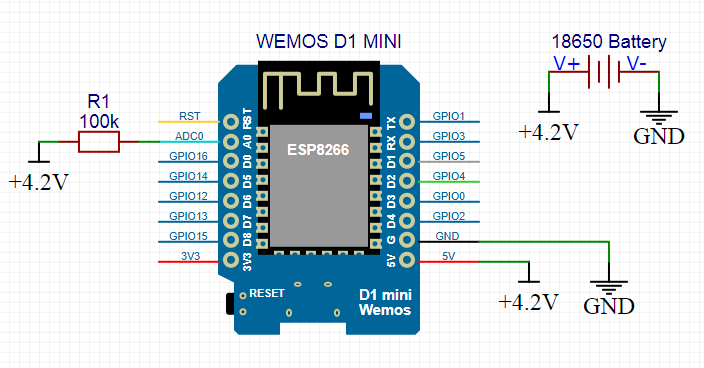 WEMOS D1 MINI
18650 Battery
V+
V-
+4.2V
GND
R1
100k
+4.2V
RST
ADC0
GPIO16
GPIO14
GPIO12
GPIO13
GPIO15
3V3
RST
A0
D0
D5
D6
D7
D8
3V3
ESP8266
TX
RX
D1
D2
D3
D4
G
5V
GPIO1
GPIO3
GPIO5
GPIO4
GPIO0
GPIO2
GND
5V
+4.2V
GND
RESET
D1 mini
Wemos